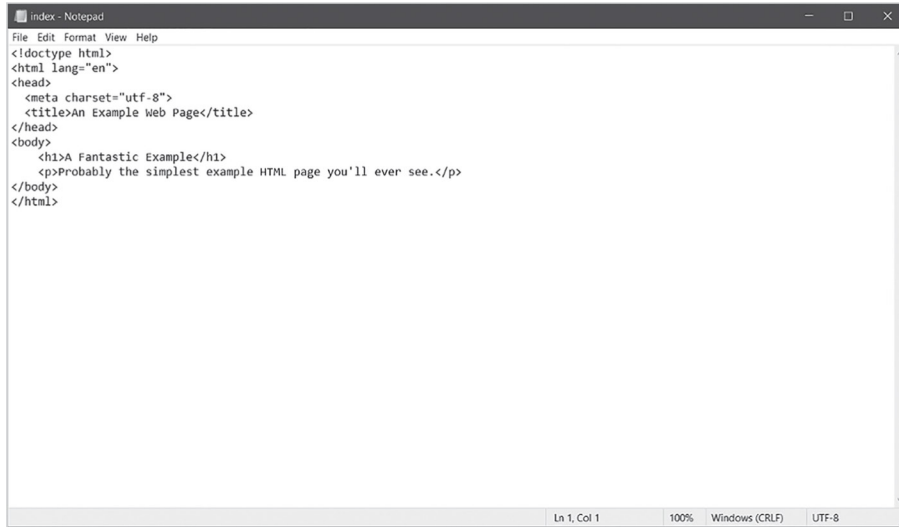 index - Notepad
File Edit Format View Help
<!doctype html>
<html lang="en">
<head>
  <meta charset="utf-8">
  <title>An Example Web Page</title>
</head>
<body>
    <h1>A Fantastic Example</h1>
    <p>Probably the simplest example HTML page you'll ever see.</p>
</body>
</html>
Ln 1, Col 1 100% Windows (CRLF) UTF-8